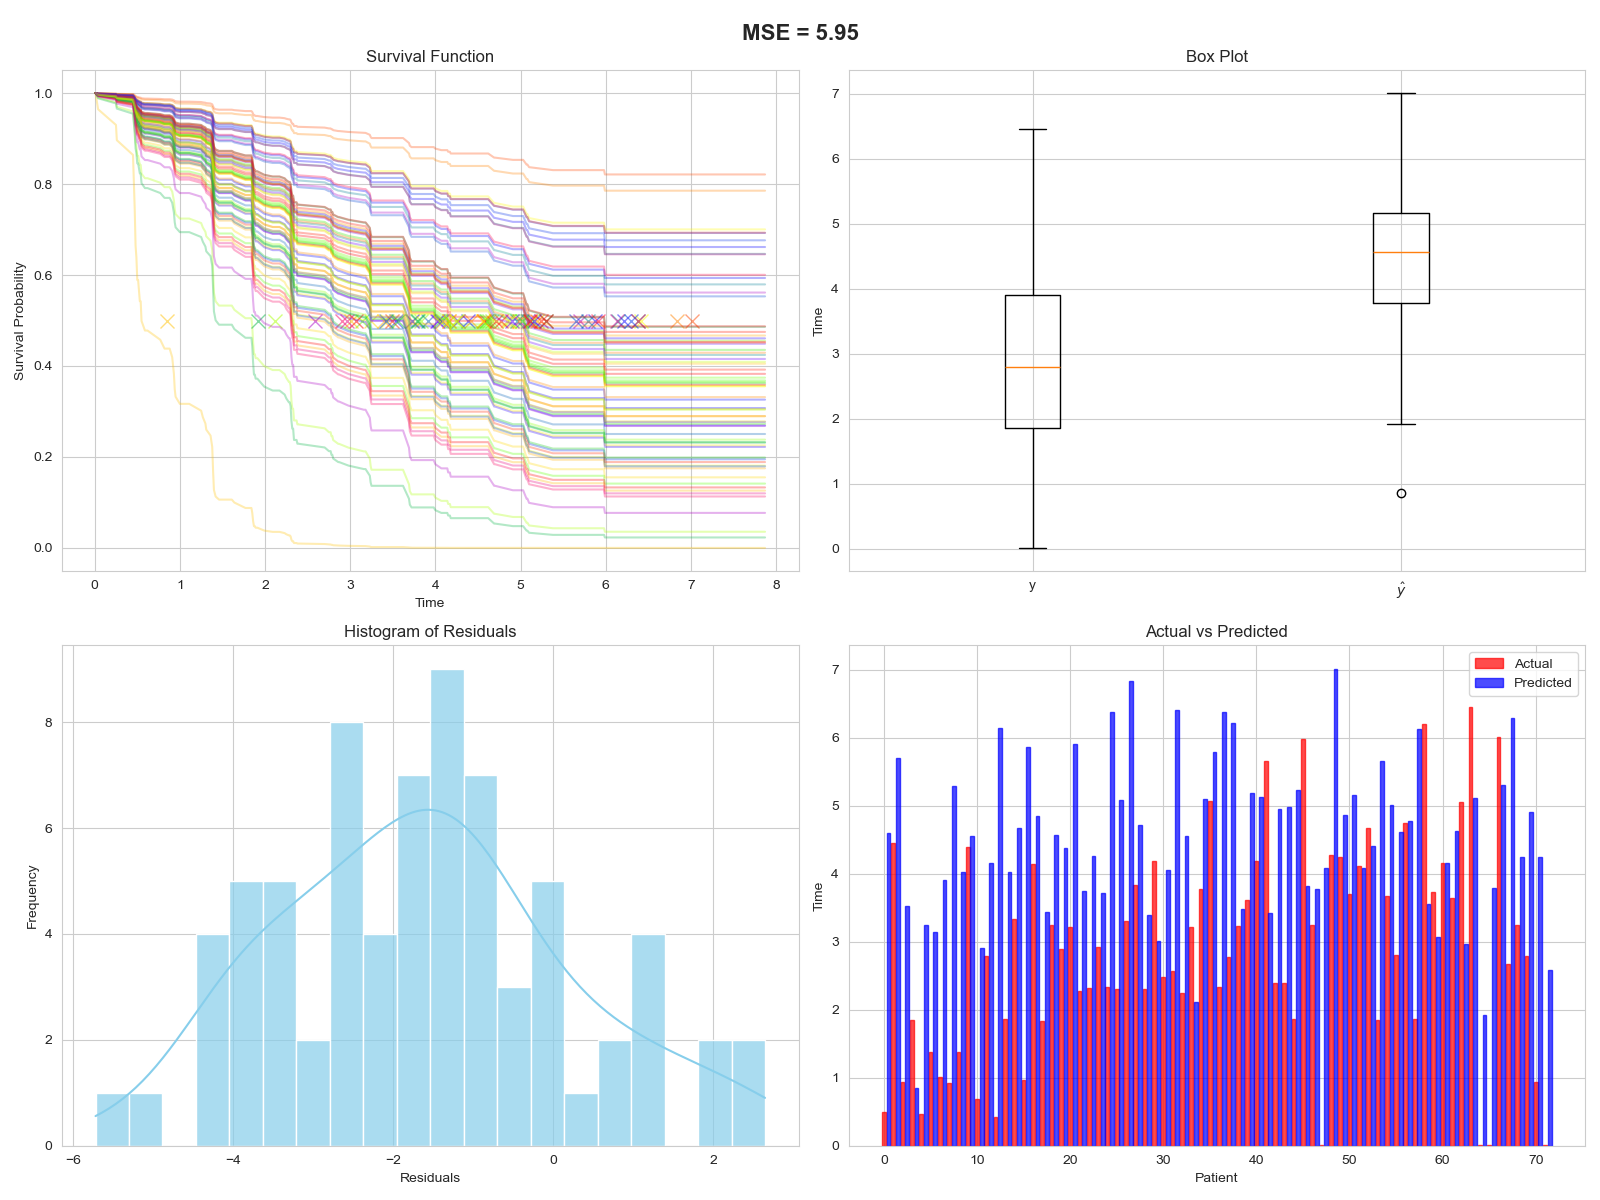 MSE = 5.95
Survival Function
1.0
0.8
0.6
0.4
0.2
0.0
Survival Probability
0 1 2 3 4 5 6 7 8
Time
Box Plot
7
6
5
4
3
2
1
0
Time
y ŷ
Histogram of Residuals
8
6
4
2
0
Frequency
−6 −4 −2 0 2
Residuals
Actual vs Predicted
Actual
Predicted
7
6
5
4
3
2
1
0
Time
0 10 20 30 40 50 60 70
Patient